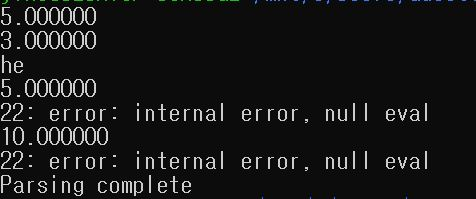 5.000000
3.000000
he
5.000000
22: error: internal error, null eval
10.000000
22: error: internal error, null eval
Parsing complete